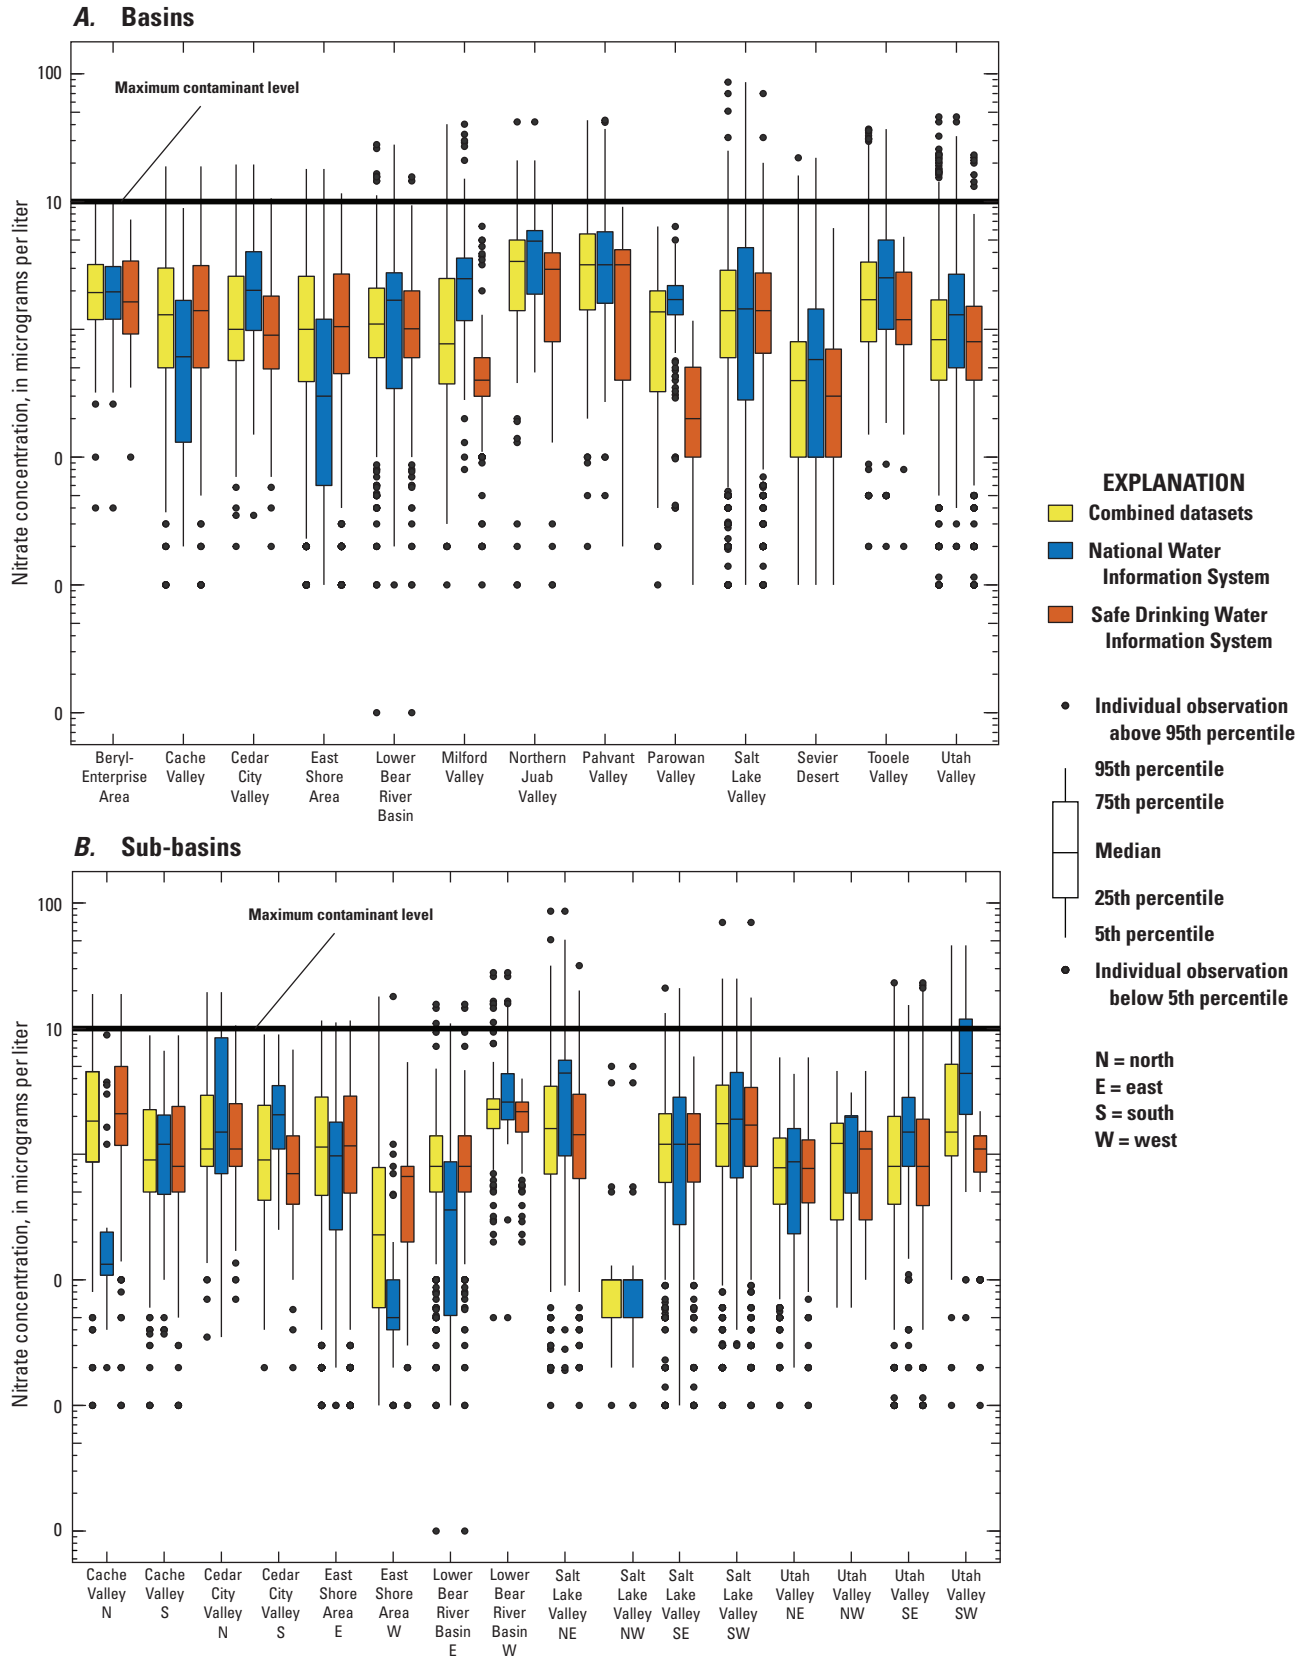 A. Basins
Nitrate concentration, in micrograms per liter
100
10
0
0
0
Maximum contaminant level
Beryl-
Enterprise
Area
Cache
Valley
Cedar
City
Valley
East
Shore
Area
Lower
Bear
River
Basin
Milford
Valley
Northern
Juab
Valley
Pahvant
Valley
Parowan
Valley
Salt
Lake
Valley
Sevier
Desert
Tooele
Valley
Utah
Valley
B. Sub-basins
Nitrate concentration, in micrograms per liter
100
10
0
0
0
Maximum contaminant level
Cache
Valley
N
Cache
Valley
S
Cedar
City
Valley
N
Cedar
City
Valley
S
East
Shore
Area
E
East
Shore
Area
W
Lower
Bear
River
Basin
E
Lower
Bear
River
Basin
W
Salt
Lake
Valley
NE
Salt
Lake
Valley
NW
Salt
Lake
Valley
SE
Salt
Lake
Valley
SW
Utah
Valley
NE
Utah
Valley
NW
Utah
Valley
SE
Utah
Valley
SW
EXPLANATION
Combined datasets
National Water
Information System
Safe Drinking Water
Information System
Individual observation
above 95th percentile
95th percentile
75th percentile
Median
25th percentile
5th percentile
Individual observation
below 5th percentile
N = north
E = east
S = south
W = west